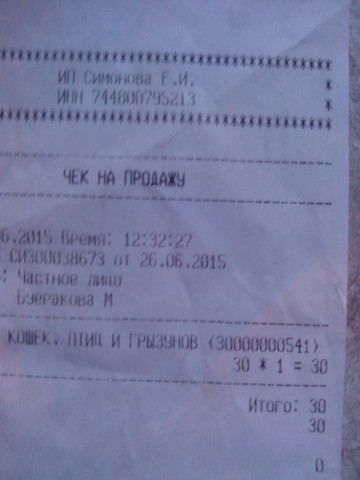 ********************************
ИП Симонова Е.И. *
ИНН 744800795213 *
********************************
ЧЕК НА ПРОДАЖУ
06.2015 Время: 12:32:27
СИ300038673 от 26.06.2015
: Частное лицо
Буеракова М
КОШЕК, ПТИЦ И ГРЫЗУНОВ (30000000541)
30 * 1 = 30
Итого: 30
30
0